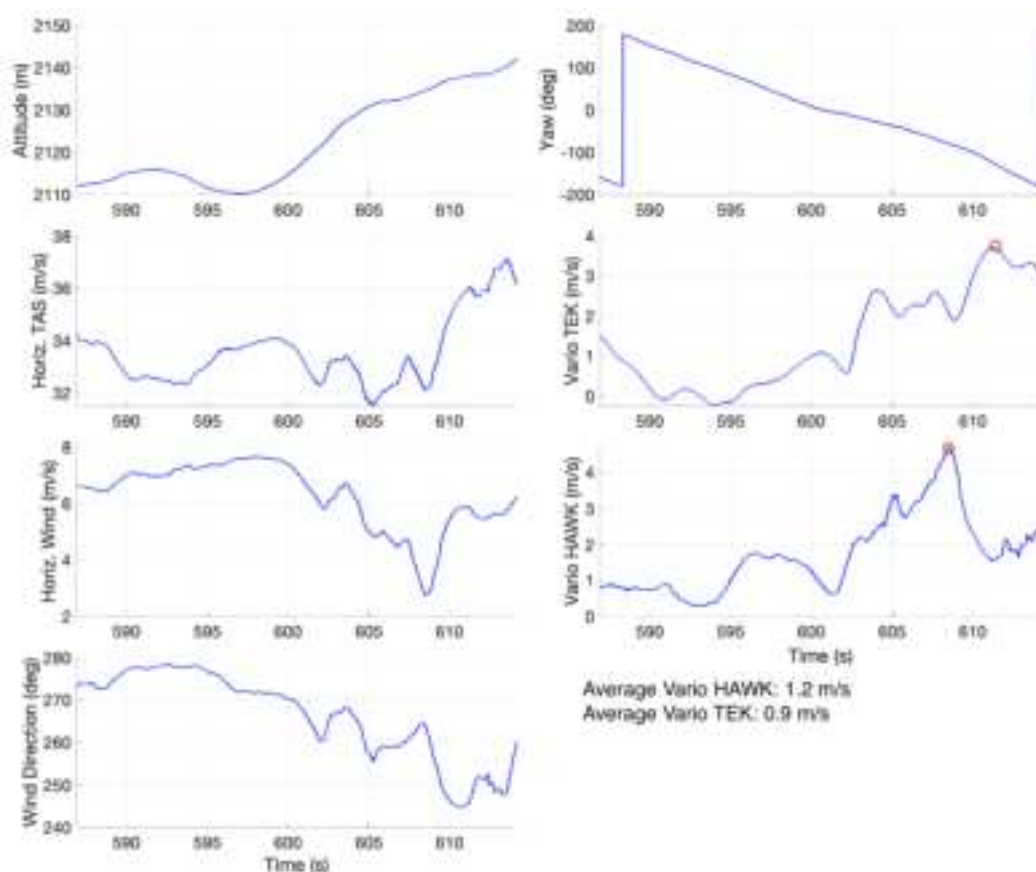 2150
2140
2130
2120
2110
Altitude (m)
590 595 600 605 610
200
100
0
-100
-200
Yaw (deg)
590 595 600 605 610
38
36
34
32
Horiz. TAS (m/s)
590 595 600 605 610
4
3
2
1
0
Vario TEK (m/s)
590 595 600 605 610
8
6
4
2
Horiz. Wind (m/s)
590 595 600 605 610
4
3
2
1
0
Vario HAWK (m/s)
590 595 600 605 610
Time (s)
280
270
260
250
240
Wind Direction (deg)
590 595 600 605 610
Time (s)
Average Vario HAWK: 1.2 m/s
Average Vario TEK: 0.9 m/s